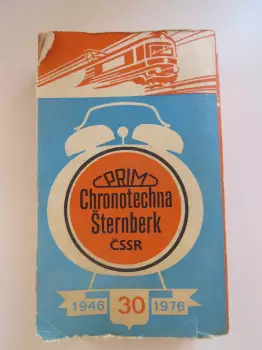 PRIM
Chronotechna
Šternberk
ČSSR
1946 30 1976